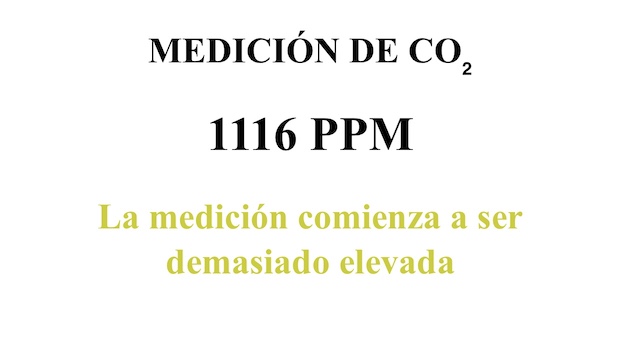 MEDICIÓN DE CO₂
1116 PPM
La medición comienza a ser
demasiado elevada